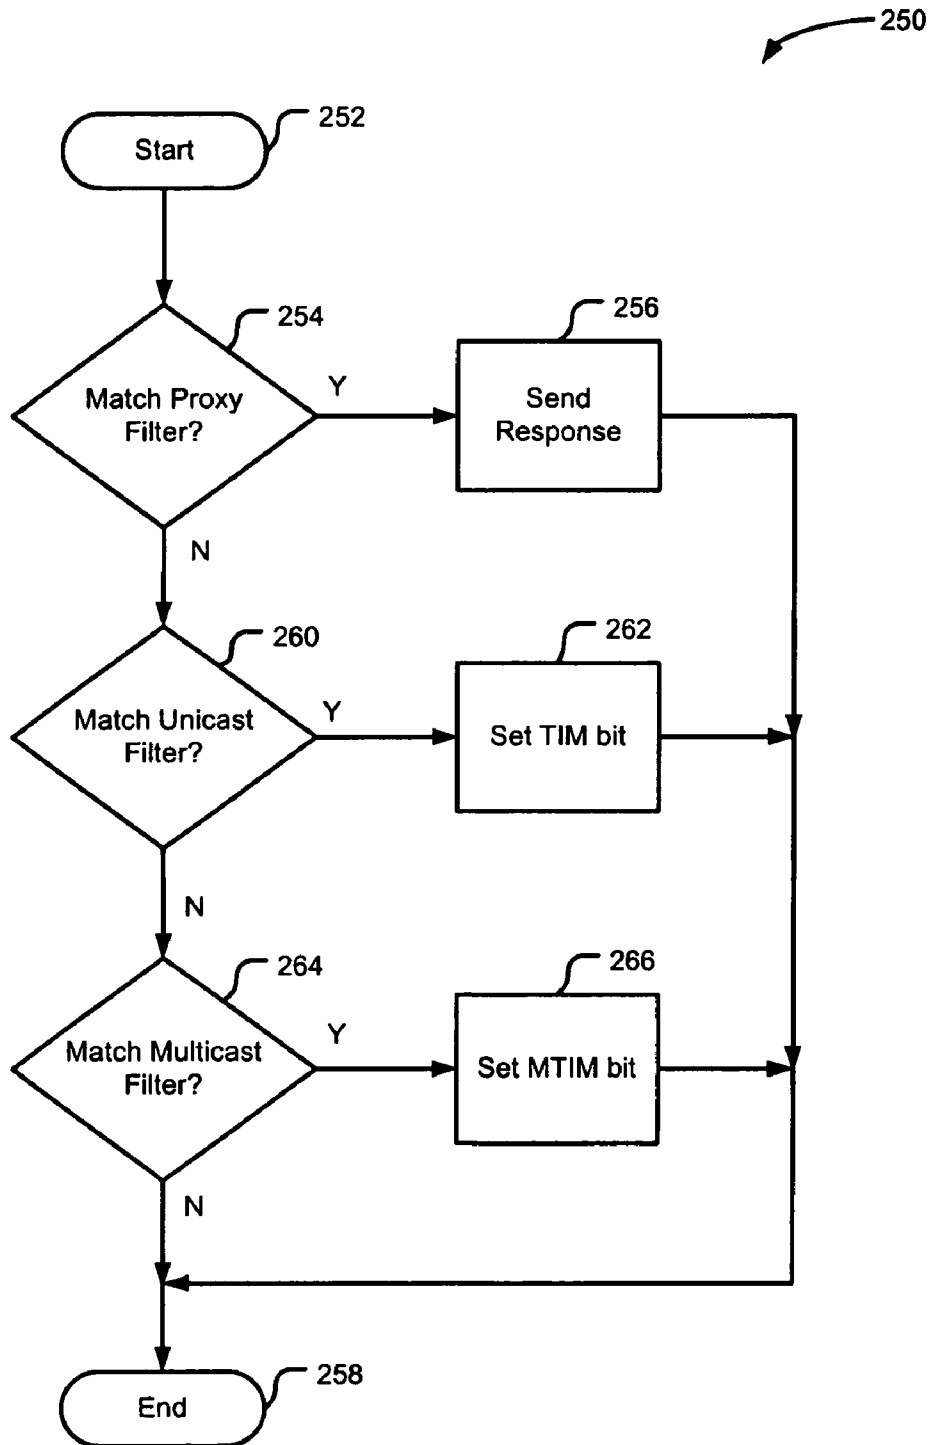 250
Start
252
254
Match Proxy
Filter?
Y
256
Send
Response
N
260
Match Unicast
Filter?
Y
262
Set TIM bit
N
264
Match Multicast
Filter?
Y
266
Set MTIM bit
N
End
258